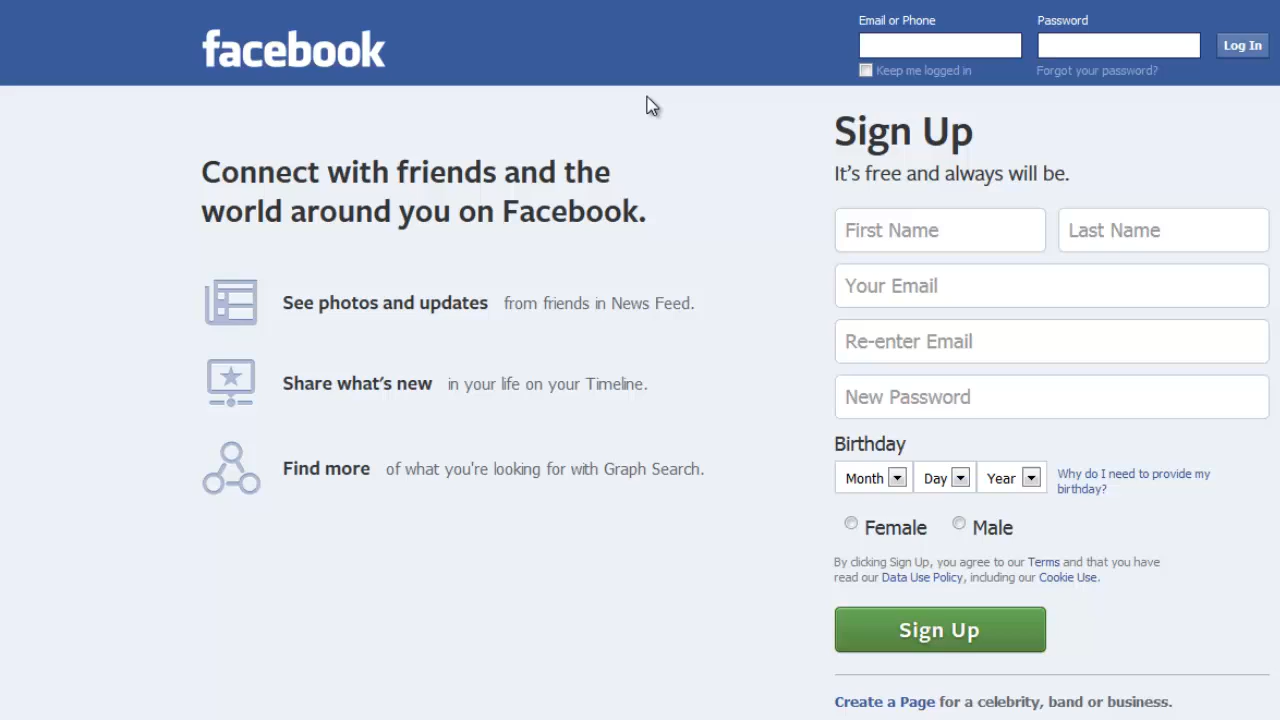 facebook
Email or Phone
Password
Log In
Keep me logged in
Forgot your password?
Connect with friends and the
world around you on Facebook.
See photos and updates from friends in News Feed.
Share what's new in your life on your Timeline.
Find more of what you're looking for with Graph Search.
Sign Up
It's free and always will be.
First Name
Last Name
Your Email
Re-enter Email
New Password
Birthday
Month
Day
Year
Why do I need to provide my
birthday?
Female
Male
By clicking Sign Up, you agree to our Terms and that you have
read our Data Use Policy, including our Cookie Use.
Sign Up
Create a Page for a celebrity, band or business.